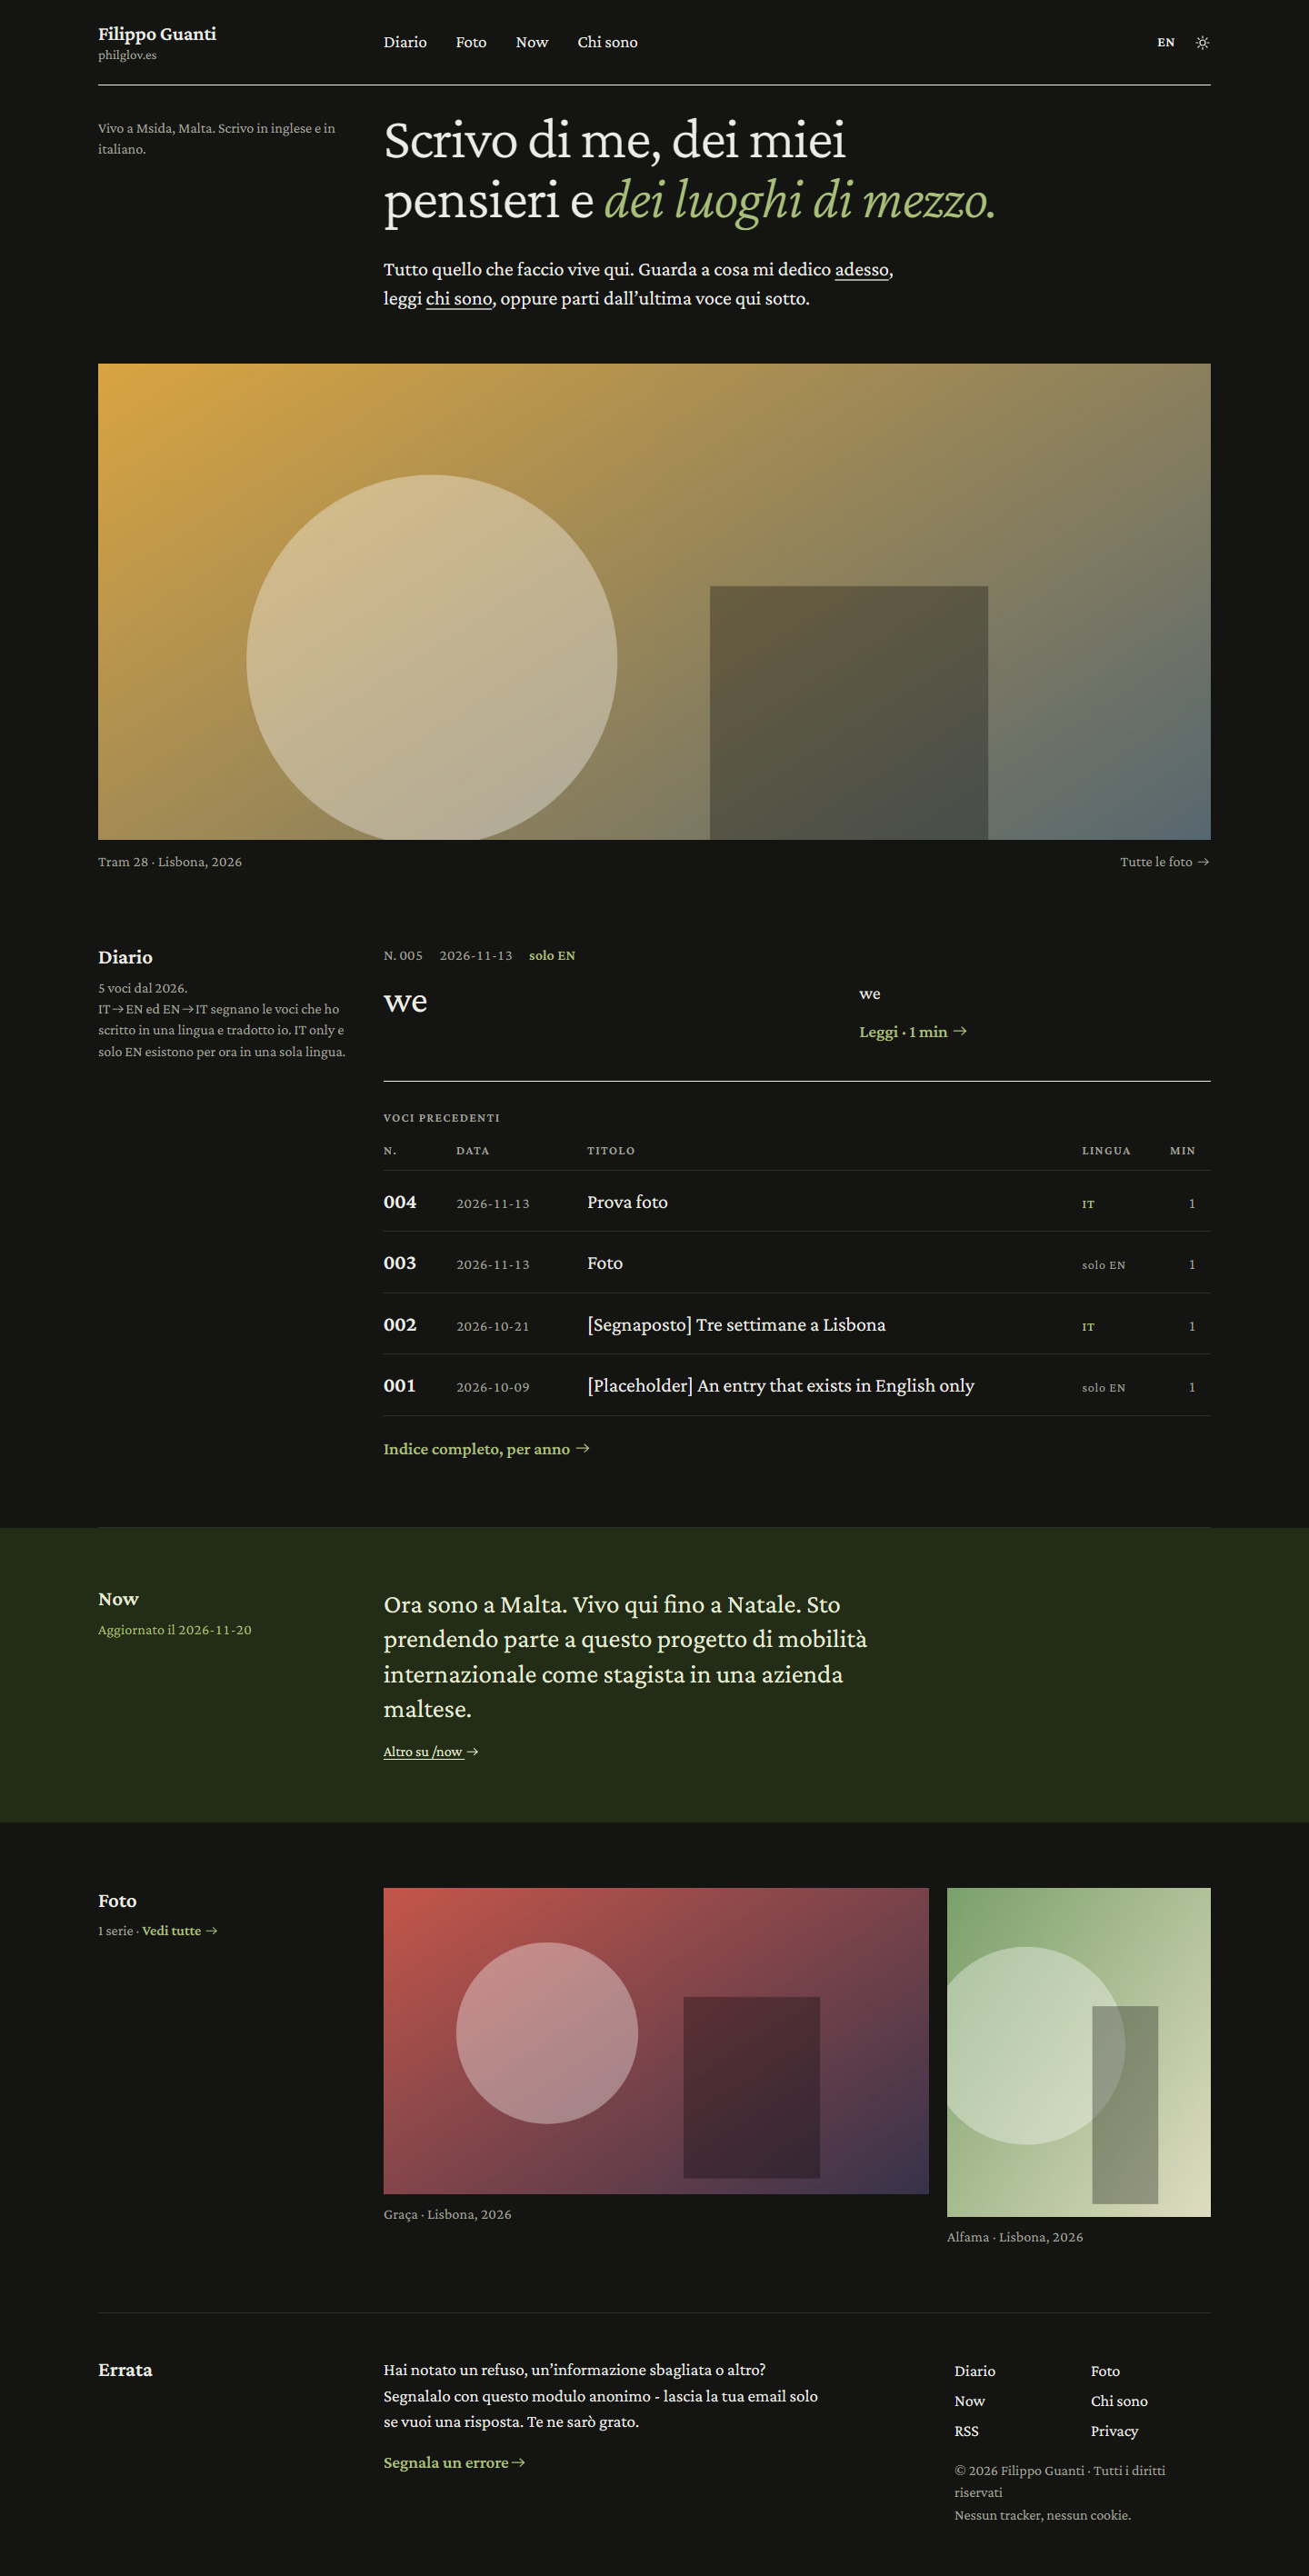 Filippo Guanti
philglov.es
Diario Foto Now Chi sono
EN
Vivo a Msida, Malta. Scrivo in inglese e in
italiano.
Scrivo di me, dei miei
pensieri e dei luoghi di mezzo.
Tutto quello che faccio vive qui. Guarda a cosa mi dedico adesso,
leggi chi sono, oppure parti dall’ultima voce qui sotto.
Tram 28 · Lisbona, 2026
Tutte le foto →
Diario
5 voci dal 2026.
IT→EN ed EN→IT segnano le voci che ho
scritto in una lingua e tradotto io. IT only e
solo EN esistono per ora in una sola lingua.
N. 005 2026-11-13 solo EN
we
we
Leggi · 1 min →
VOCI PRECEDENTI
N. DATA TITOLO LINGUA MIN
004 2026-11-13 Prova foto IT 1
003 2026-11-13 Foto solo EN 1
002 2026-10-21 [Segnaposto] Tre settimane a Lisbona IT 1
001 2026-10-09 [Placeholder] An entry that exists in English only solo EN 1
Indice completo, per anno →
Now
Aggiornato il 2026-11-20
Ora sono a Malta. Vivo qui fino a Natale. Sto
prendendo parte a questo progetto di mobilità
internazionale come stagista in una azienda
maltese.
Altro su /now →
Foto
1 serie · Vedi tutte →
Graça · Lisbona, 2026
Alfama · Lisbona, 2026
Errata
Hai notato un refuso, un’informazione sbagliata o altro?
Segnalalo con questo modulo anonimo - lascia la tua email solo
se vuoi una risposta. Te ne sarò grato.
Segnala un errore→
Diario Foto
Now Chi sono
RSS Privacy
© 2026 Filippo Guanti · Tutti i diritti
riservati
Nessun tracker, nessun cookie.